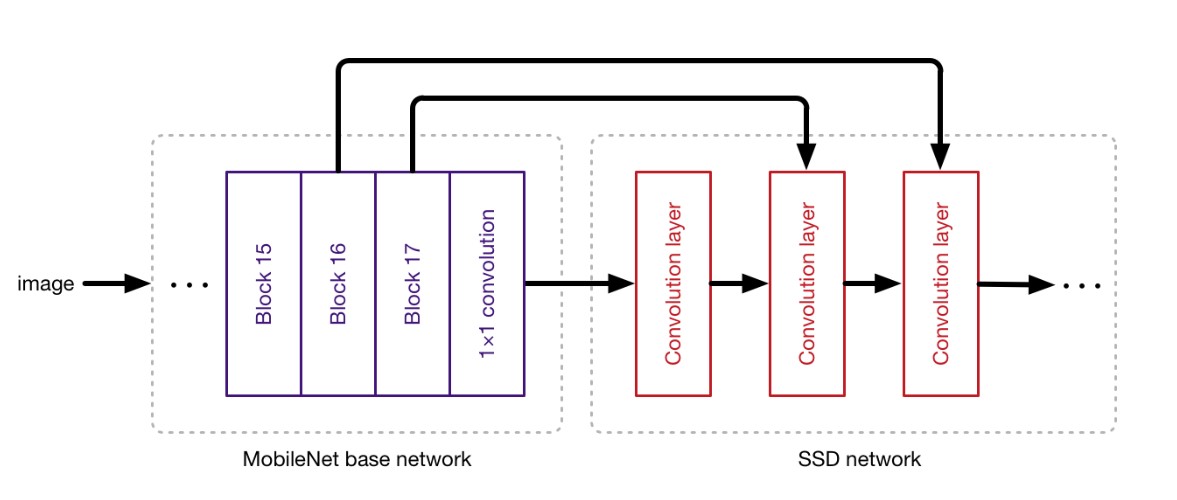 image
. . .
Block 15
Block 16
Block 17
1×1 convolution
Convolution layer
Convolution layer
Convolution layer
. . .
MobileNet base network
SSD network